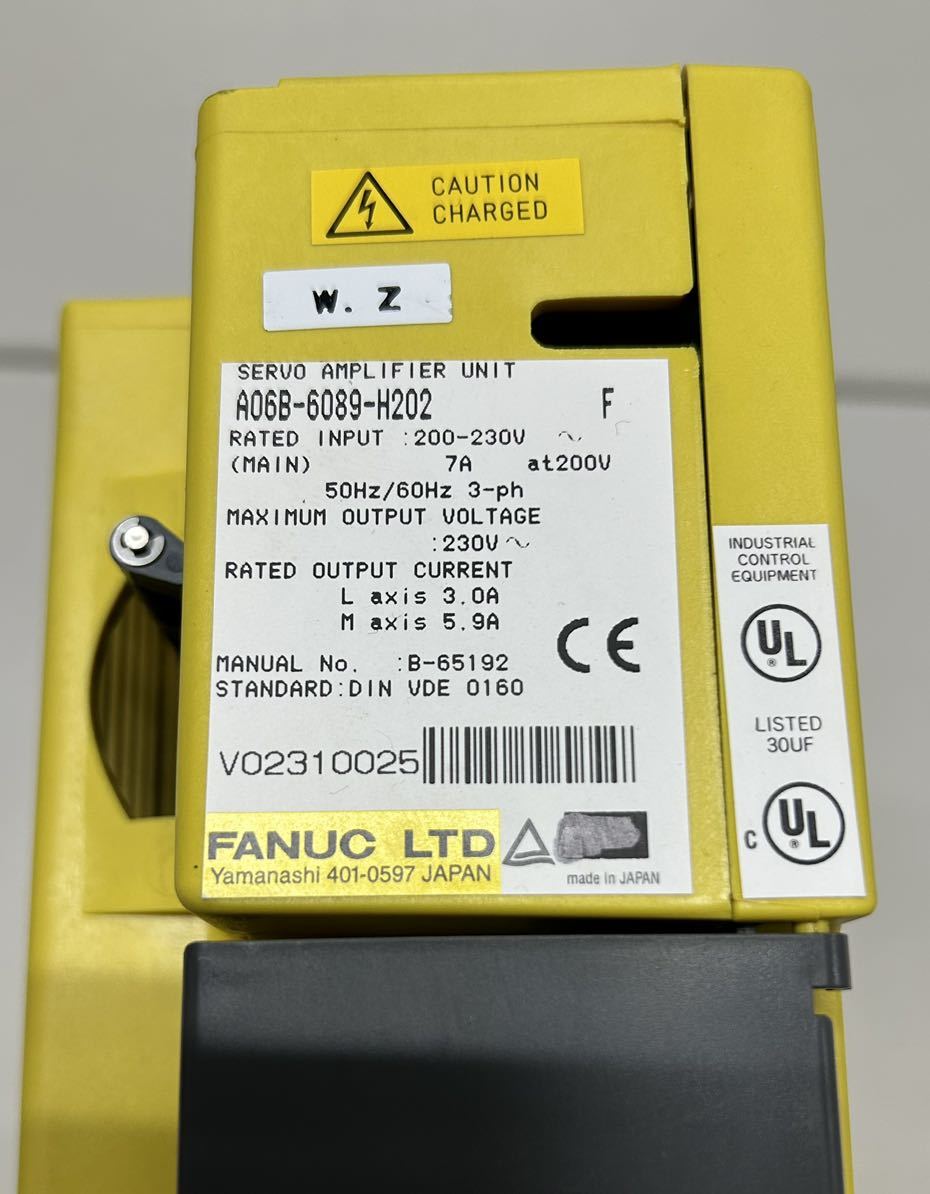 CAUTION
CHARGED
W. Z
SERVO AMPLIFIER UNIT
A06B-6089-H202 F
RATED INPUT :200-230V ~
(MAIN) 7A at200V
50Hz/60Hz 3-ph
MAXIMUM OUTPUT VOLTAGE
:230V~
RATED OUTPUT CURRENT
L axis 3.0A
M axis 5.9A
MANUAL No. :B-65192
STANDARD:DIN VDE 0160
CE
V02310025
FANUC LTD
Yamanashi 401-0597 JAPAN
made in JAPAN
INDUSTRIAL
CONTROL
EQUIPMENT
UL
®
LISTED
30UF
C UL
®